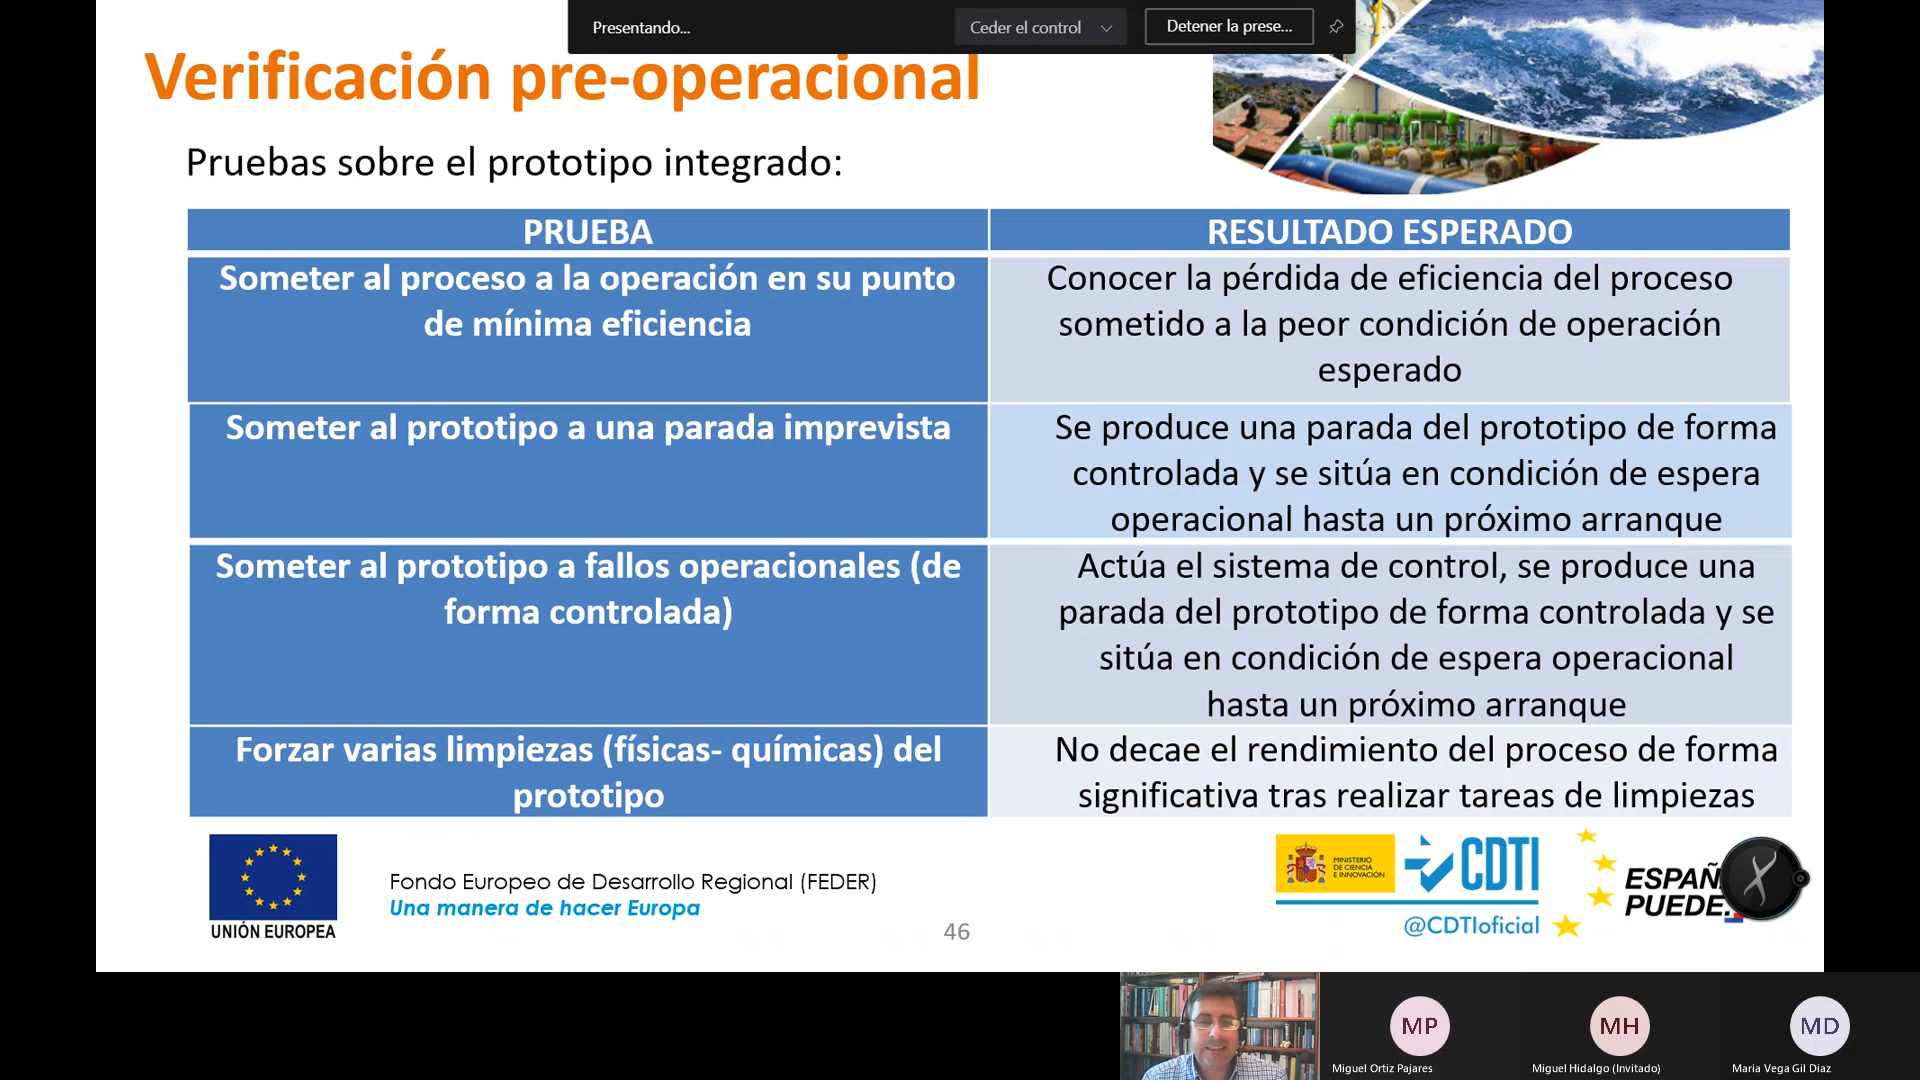 Presentando...
Ceder el control
Detener la prese...
Verificación pre-operacional
Pruebas sobre el prototipo integrado:
PRUEBA
RESULTADO ESPERADO
Someter al proceso a la operación en su punto
de mínima eficiencia
Conocer la pérdida de eficiencia del proceso
sometido a la peor condición de operación
esperado
Someter al prototipo a una parada imprevista
Se produce una parada del prototipo de forma
controlada y se sitúa en condición de espera
operacional hasta un próximo arranque
Someter al prototipo a fallos operacionales (de
forma controlada)
Actúa el sistema de control, se produce una
parada del prototipo de forma controlada y se
sitúa en condición de espera operacional
hasta un próximo arranque
Forzar varias limpiezas (físicas- químicas) del
prototipo
No decae el rendimiento del proceso de forma
significativa tras realizar tareas de limpiezas
UNIÓN EUROPEA
Fondo Europeo de Desarrollo Regional (FEDER)
Una manera de hacer Europa
46
MINISTERIO
DE CIENCIA
E INNOVACIÓN
CDTI
@CDTIoficial
ESPAÑ
PUEDE.
MP
Miguel Ortiz Pajares
MH
Miguel Hidalgo (Invitado)
MD
Maria Vega Gil Diaz